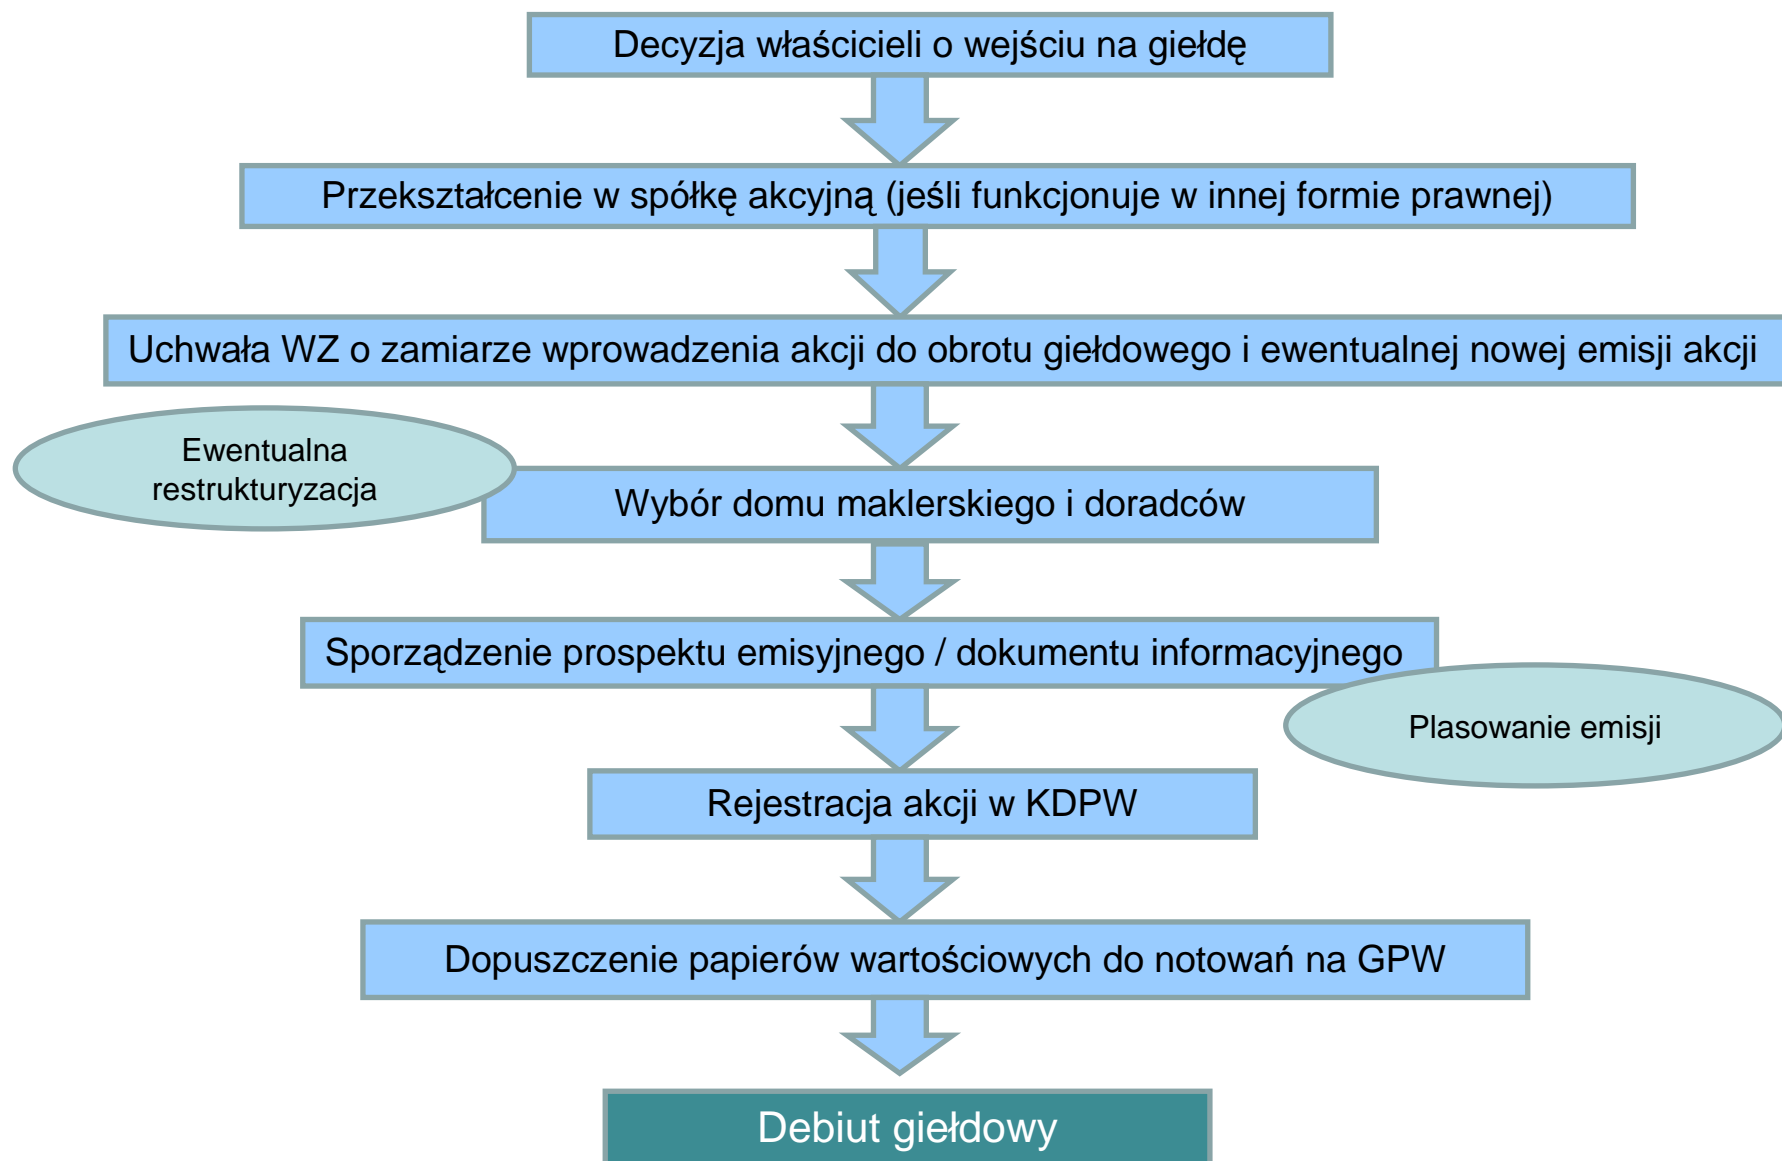 Decyzja właścicieli o wejściu na giełdę
Przekształcenie w spółkę akcyjną (jeśli funkcjonuje w innej formie prawnej)
Uchwała WZ o zamiarze wprowadzenia akcji do obrotu giełdowego i ewentualnej nowej emisji akcji
Ewentualna
restrukturyzacja
Wybór domu maklerskiego i doradców
Sporządzenie prospektu emisyjnego / dokumentu informacyjnego
Plasowanie emisji
Rejestracja akcji w KDPW
Dopuszczenie papierów wartościowych do notowań na GPW
Debiut giełdowy